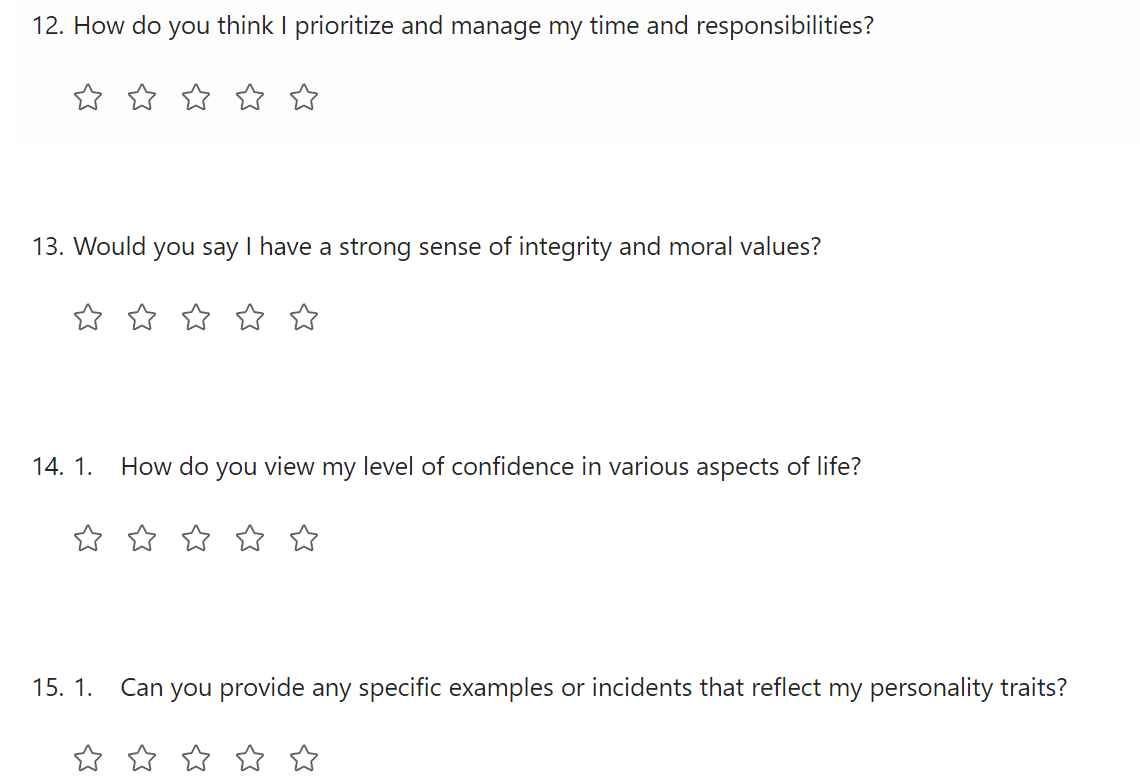 12. How do you think I prioritize and manage my time and responsibilities?
13. Would you say I have a strong sense of integrity and moral values?
14. 1. How do you view my level of confidence in various aspects of life?
15. 1. Can you provide any specific examples or incidents that reflect my personality traits?